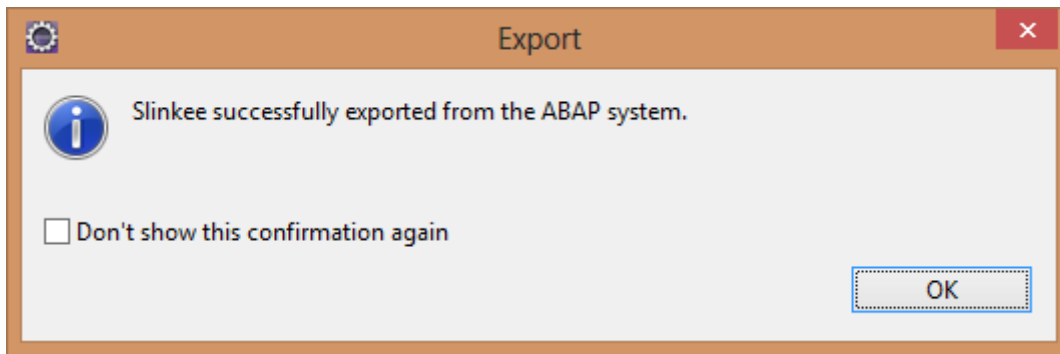 Export
Slinkee successfully exported from the ABAP system.
Don't show this confirmation again
OK